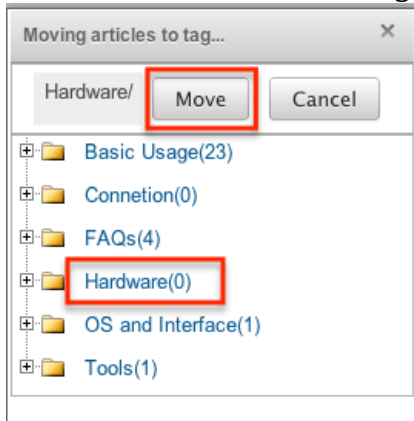 Moving articles to tag... ×
Hardware/ Move Cancel
Basic Usage(23)
Connetion(0)
FAQs(4)
Hardware(0)
OS and Interface(1)
Tools(1)